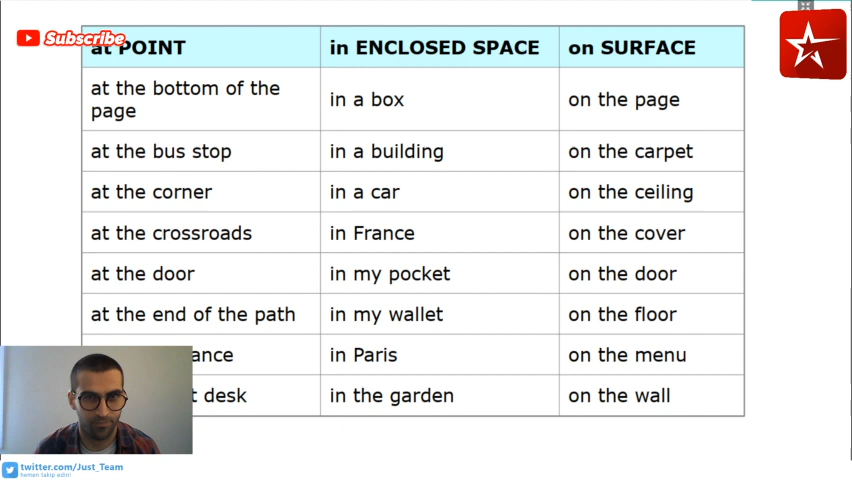 Subscribe
at POINT in ENCLOSED SPACE on SURFACE
at the bottom of the
page
in a box on the page
at the bus stop in a building on the carpet
at the corner in a car on the ceiling
at the crossroads in France on the cover
at the door in my pocket on the door
at the end of the path in my wallet on the floor
in Paris on the menu
desk in the garden on the wall
twitter.com/Just_Team
hemen takip edin!